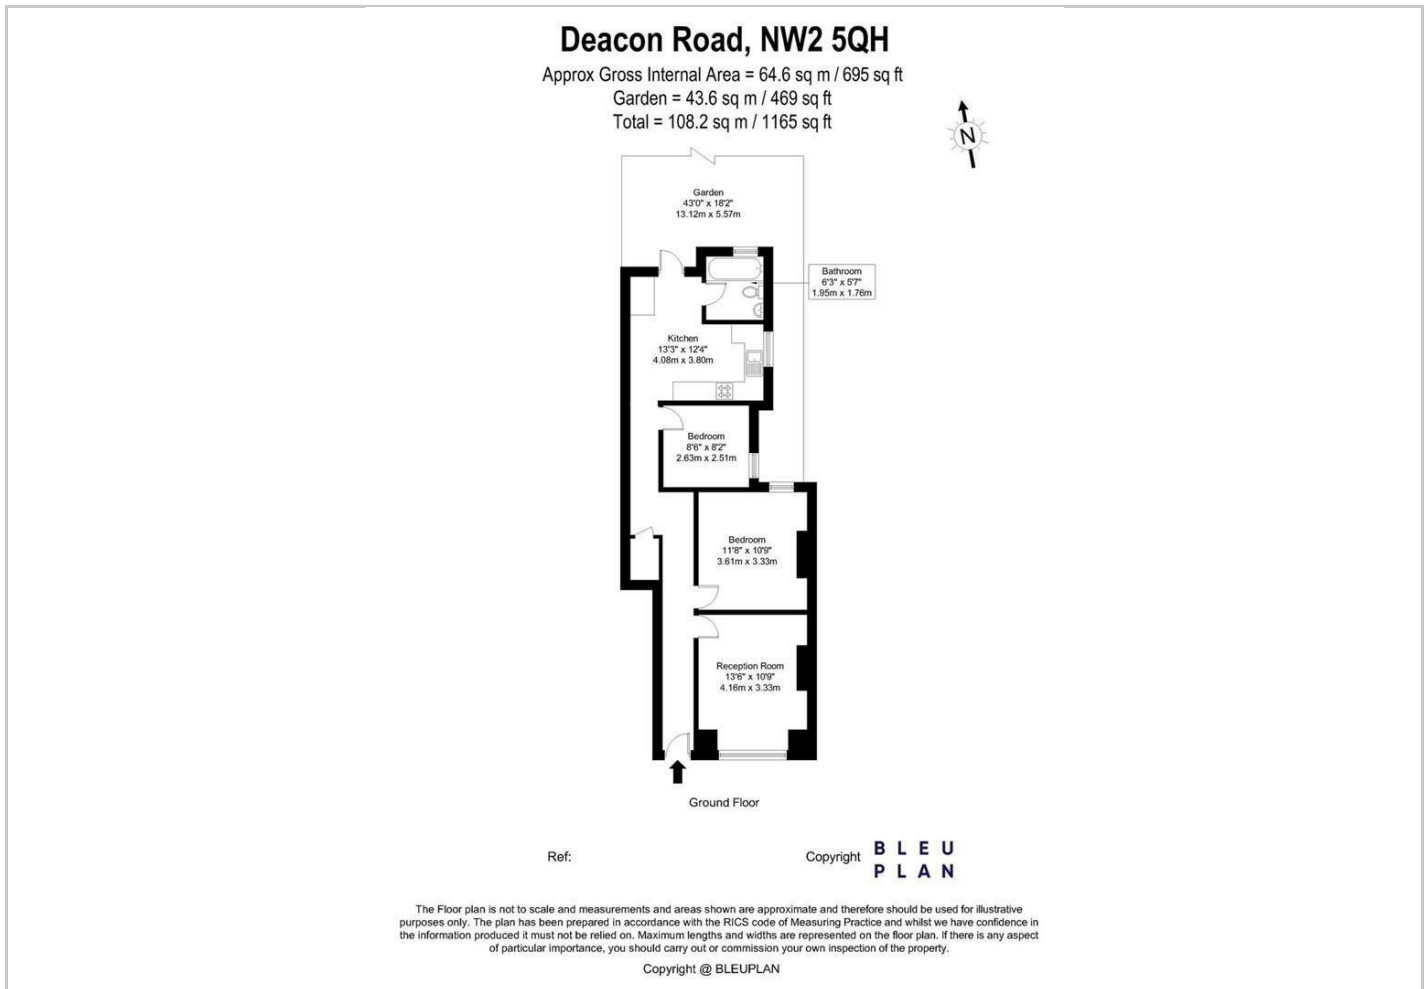 Deacon Road, NW2 5QH
Approx Gross Internal Area = 64.6 sq m / 695 sq ft
Garden = 43.6 sq m / 469 sq ft
Total = 108.2 sq m / 1165 sq ft
N
Garden
43'0" x 18'2"
13.12m x 5.57m
Bathroom
6'3" x 5'7"
1.95m x 1.76m
Kitchen
13'3" x 12'4"
4.08m x 3.80m
Bedroom
8'6" x 8'2"
2.63m x 2.51m
Bedroom
11'8" x 10'9"
3.61m x 3.33m
Reception Room
13'6" x 10'9"
4.16m x 3.33m
Ground Floor
Ref:
Copyright
BLEU
PLAN
The Floor plan is not to scale and measurements and areas shown are approximate and therefore should be used for illustrative
purposes only. The plan has been prepared in accordance with the RICS code of Measuring Practice and whilst we have confidence in
the information produced it must not be relied on. Maximum lengths and widths are represented on the floor plan. If there is any aspect
of particular importance, you should carry out or commission your own inspection of the property.
Copyright @ BLEUPLAN